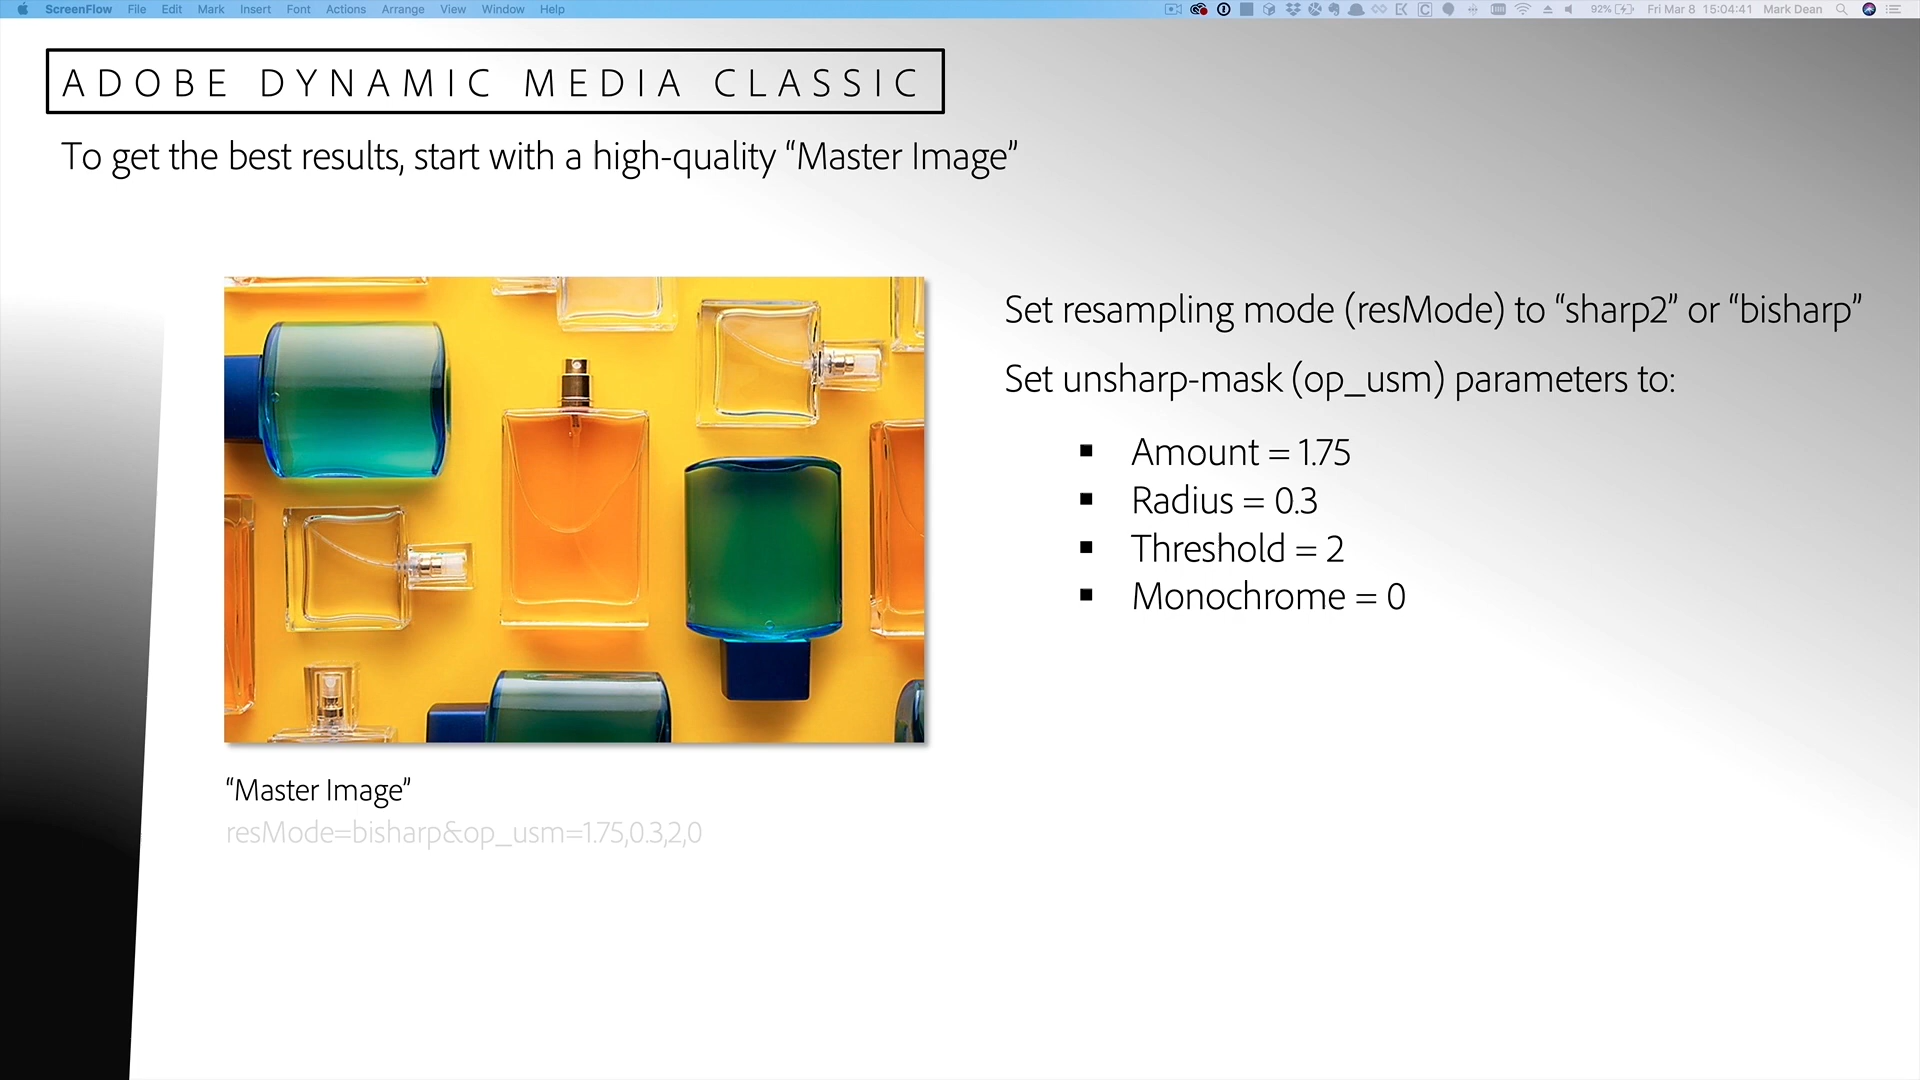 ScreenFlow File Edit Mark Insert Font Actions Arrange View Window Help 92% Fri Mar 8 15:04:41 Mark Dean
ADOBE DYNAMIC MEDIA CLASSIC
To get the best results, start with a high-quality “Master Image”
Set resampling mode (resMode) to “sharp2” or “bisharp”
Set unsharp-mask (op_usm) parameters to:
▪ Amount = 1.75
▪ Radius = 0.3
▪ Threshold = 2
▪ Monochrome = 0
“Master Image”
resMode=bisharp&op_usm=1.75,0.3,2,0